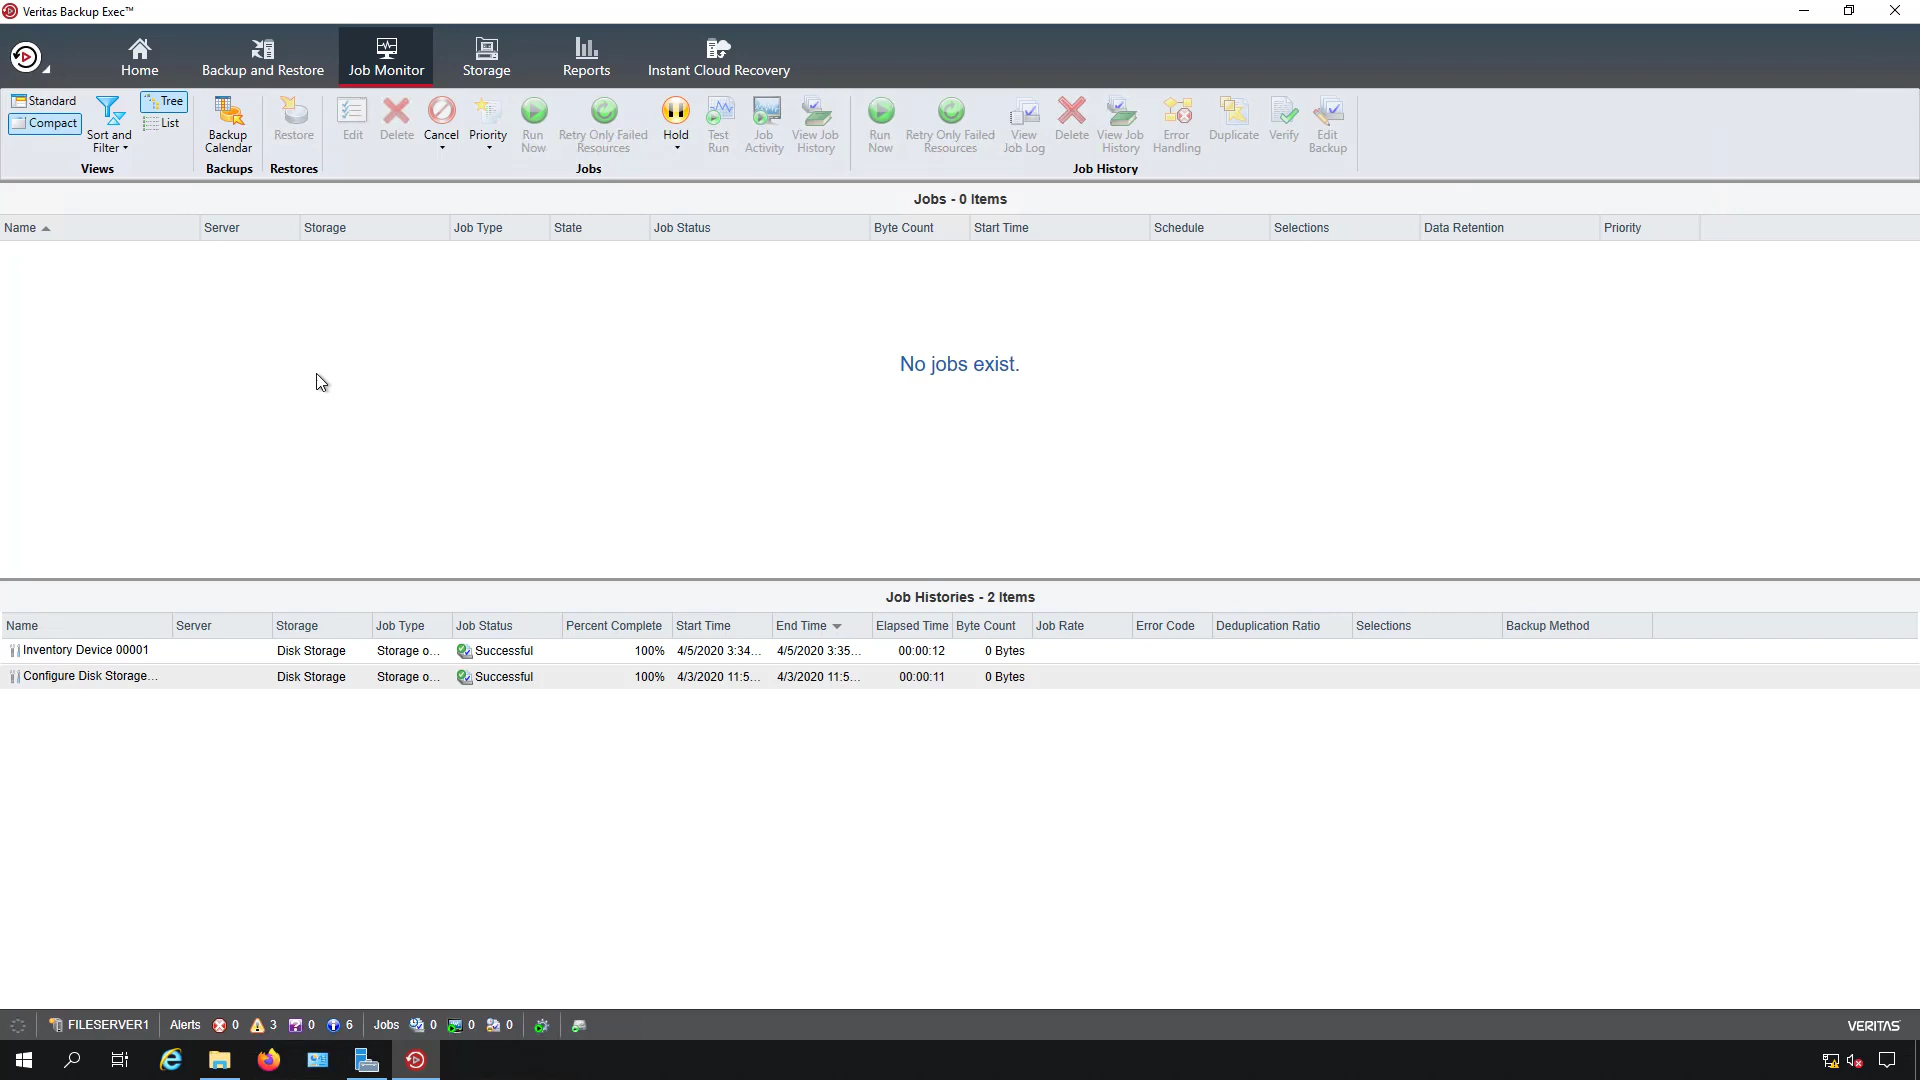 Veritas Backup Exec™
Home
Backup and Restore
Job Monitor
Storage
Reports
Instant Cloud Recovery
Standard
Compact
Sort and Filter
Tree
List
Views
Backup Calendar
Backups
Restore
Restores
Edit
Delete
Cancel
Priority
Run Now
Retry Only Failed Resources
Hold
Test Run
Job Activity
View Job History
Jobs
Run Now
Retry Only Failed Resources
View Job Log
Delete
View Job History
Error Handling
Duplicate
Verify
Edit Backup
Job History
Jobs - 0 Items
Name Server Storage Job Type State Job Status Byte Count Start Time Schedule Selections Data Retention Priority
No jobs exist.
Job Histories - 2 Items
Name Server Storage Job Type Job Status Percent Complete Start Time End Time Elapsed Time Byte Count Job Rate Error Code Deduplication Ratio Selections Backup Method
Inventory Device 00001 Disk Storage Storage o... Successful 100% 4/5/2020 3:34... 4/5/2020 3:35... 00:00:12 0 Bytes
Configure Disk Storage... Disk Storage Storage o... Successful 100% 4/3/2020 11:5... 4/3/2020 11:5... 00:00:11 0 Bytes
FILESERVER1 Alerts 0 3 0 6 Jobs 0 0 0 VERITAS